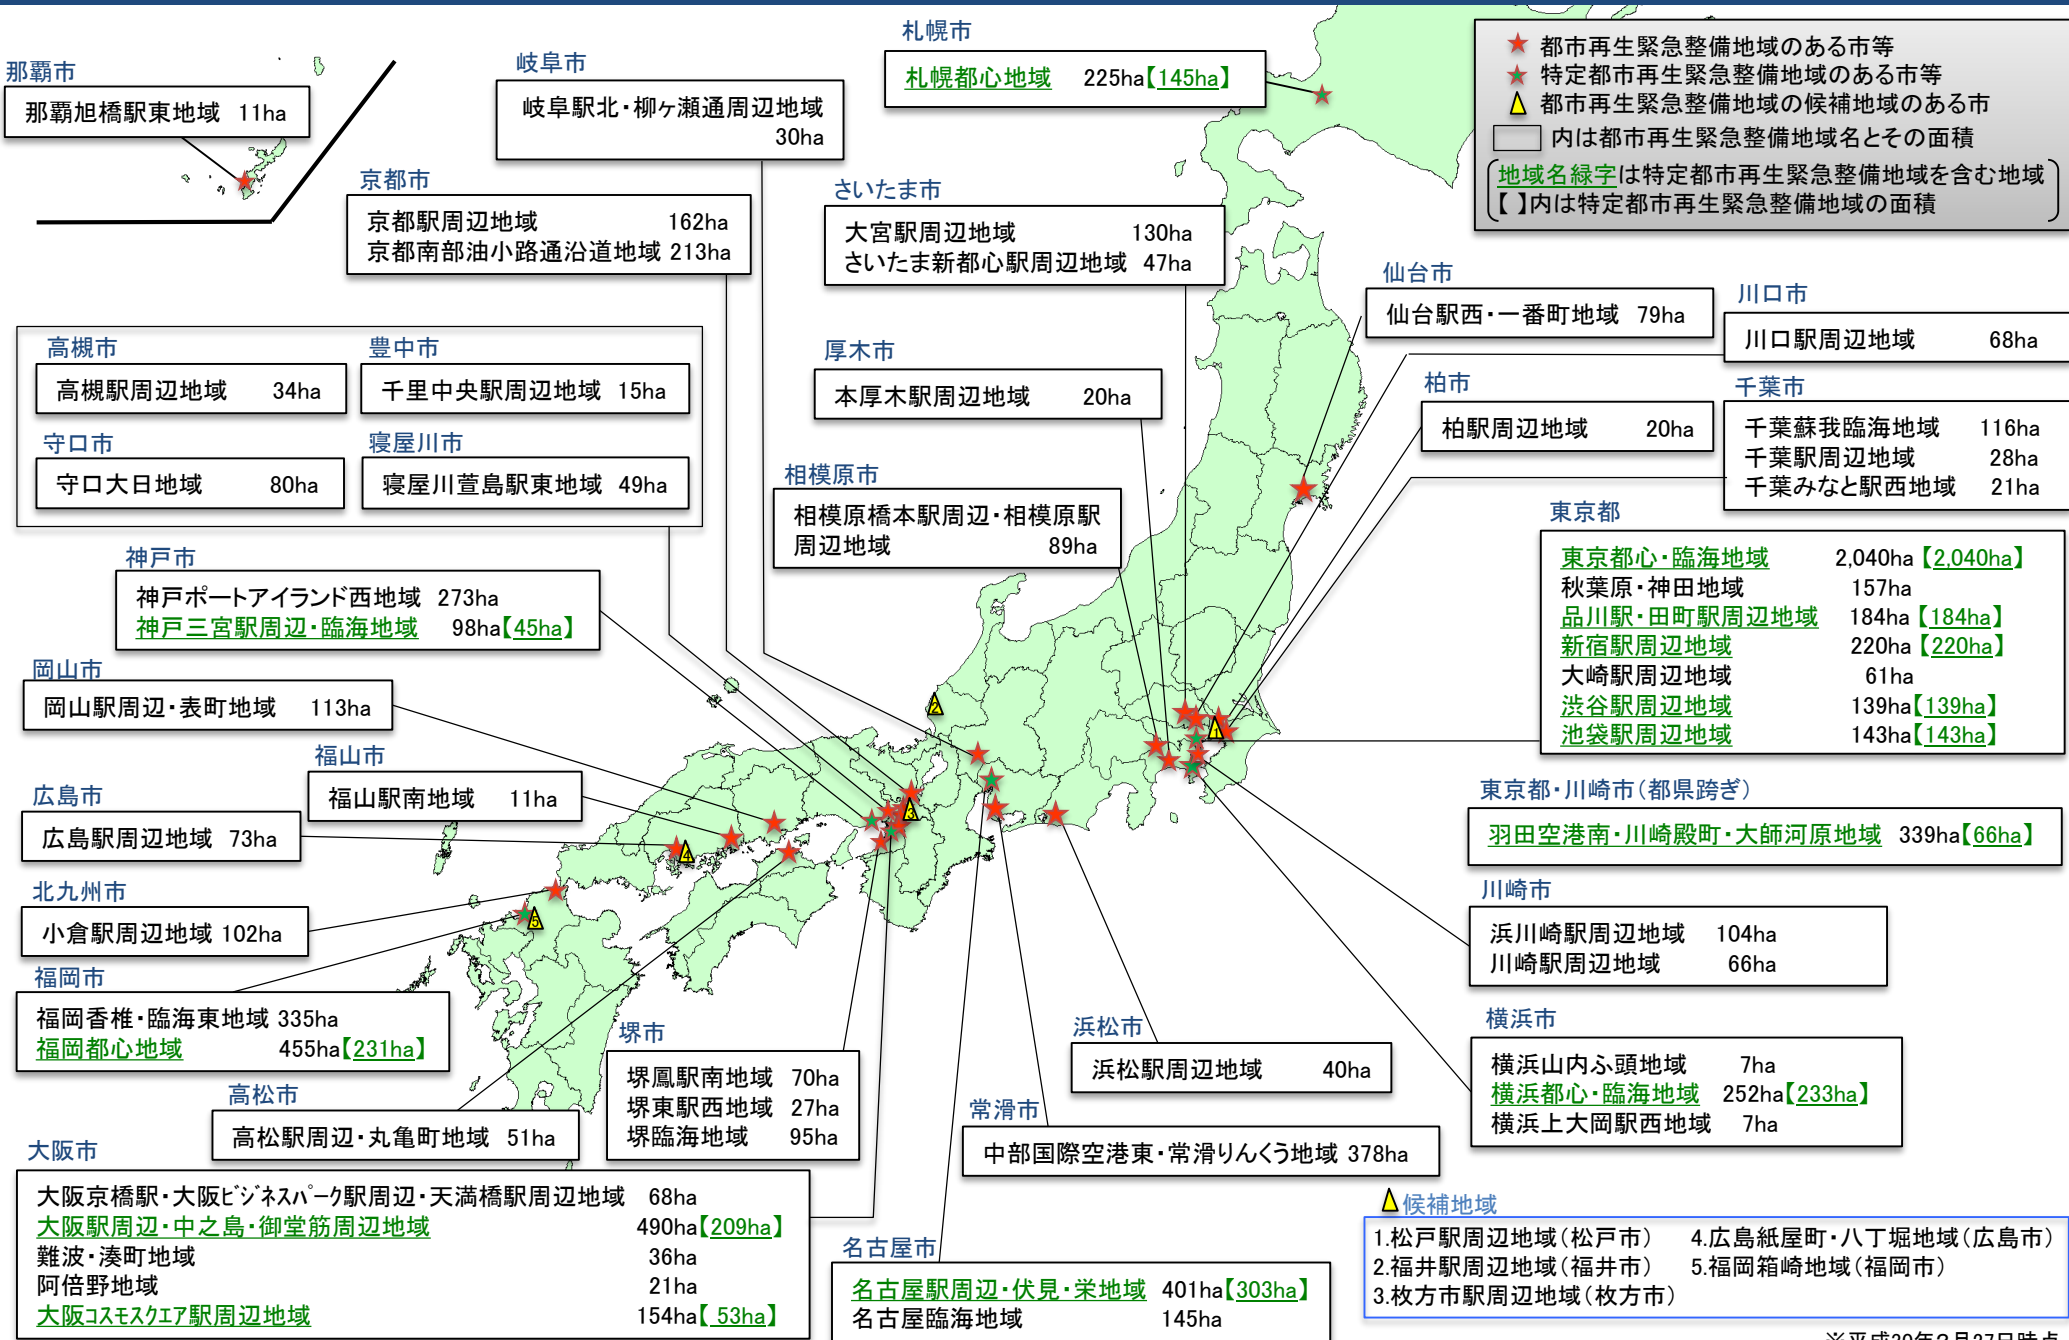 那覇市
那覇旭橋駅東地域 11ha
岐阜市
岐阜駅北・柳ヶ瀬通周辺地域
30ha
札幌市
札幌都心地域 225ha【145ha】
都市再生緊急整備地域のある市等
特定都市再生緊急整備地域のある市等
都市再生緊急整備地域の候補地域のある市
内は都市再生緊急整備地域名とその面積
地域名緑字は特定都市再生緊急整備地域を含む地域
【 】内は特定都市再生緊急整備地域の面積
京都市
京都駅周辺地域 162ha
京都南部油小路通沿道地域 213ha
さいたま市
大宮駅周辺地域 130ha
さいたま新都心駅周辺地域 47ha
仙台市
仙台駅西・一番町地域 79ha
川口市
川口駅周辺地域 68ha
高槻市
高槻駅周辺地域 34ha
豊中市
千里中央駅周辺地域 15ha
守口市
守口大日地域 80ha
寝屋川市
寝屋川萱島駅東地域 49ha
厚木市
本厚木駅周辺地域 20ha
柏市
柏駅周辺地域 20ha
千葉市
千葉蘇我臨海地域 116ha
千葉駅周辺地域 28ha
千葉みなと駅西地域 21ha
相模原市
相模原橋本駅周辺・相模原駅
周辺地域 89ha
東京都
東京都心・臨海地域 2,040ha【2,040ha】
秋葉原・神田地域 157ha
品川駅・田町駅周辺地域 184ha【184ha】
新宿駅周辺地域 220ha【220ha】
大崎駅周辺地域 61ha
渋谷駅周辺地域 139ha【139ha】
池袋駅周辺地域 143ha【143ha】
神戸市
神戸ポートアイランド西地域 273ha
神戸三宮駅周辺・臨海地域 98ha【45ha】
岡山市
岡山駅周辺・表町地域 113ha
福山市
福山駅南地域 11ha
広島市
広島駅周辺地域 73ha
北九州市
小倉駅周辺地域 102ha
福岡市
福岡香椎・臨海東地域 335ha
福岡都心地域 455ha【231ha】
2
1
3
4
5
東京都・川崎市(都県跨ぎ)
羽田空港南・川崎殿町・大師河原地域 339ha【66ha】
川崎市
浜川崎駅周辺地域 104ha
川崎駅周辺地域 66ha
横浜市
横浜山内ふ頭地域 7ha
横浜都心・臨海地域 252ha【233ha】
横浜上大岡駅西地域 7ha
堺市
堺鳳駅南地域 70ha
堺東駅西地域 27ha
堺臨海地域 95ha
浜松市
浜松駅周辺地域 40ha
高松市
高松駅周辺・丸亀町地域 51ha
常滑市
中部国際空港東・常滑りんくう地域 378ha
大阪市
大阪京橋駅・大阪ビジネスパーク駅周辺・天満橋駅周辺地域 68ha
大阪駅周辺・中之島・御堂筋周辺地域 490ha【209ha】
難波・湊町地域 36ha
阿倍野地域 21ha
大阪コスモスクエア駅周辺地域 154ha【 53ha】
名古屋市
名古屋駅周辺・伏見・栄地域 401ha【303ha】
名古屋臨海地域 145ha
候補地域
1.松戸駅周辺地域(松戸市) 4.広島紙屋町・八丁堀地域(広島市)
2.福井駅周辺地域(福井市) 5.福岡箱崎地域(福岡市)
3.枚方市駅周辺地域(枚方市)